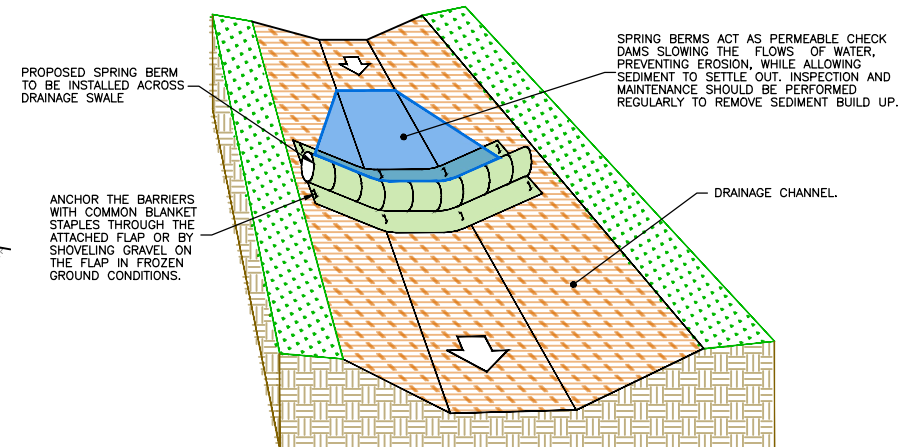 SPRING BERMS ACT AS PERMEABLE CHECK
DAMS SLOWING THE FLOWS OF WATER,
PREVENTING EROSION, WHILE ALLOWING
SEDIMENT TO SETTLE OUT. INSPECTION AND
MAINTENANCE SHOULD BE PERFORMED
REGULARLY TO REMOVE SEDIMENT BUILD UP.
PROPOSED SPRING BERM
TO BE INSTALLED ACROSS
DRAINAGE SWALE
ANCHOR THE BARRIERS
WITH COMMON BLANKET
STAPLES THROUGH THE
ATTACHED FLAP OR BY
SHOVELING GRAVEL ON
THE FLAP IN FROZEN
GROUND CONDITIONS.
DRAINAGE CHANNEL.